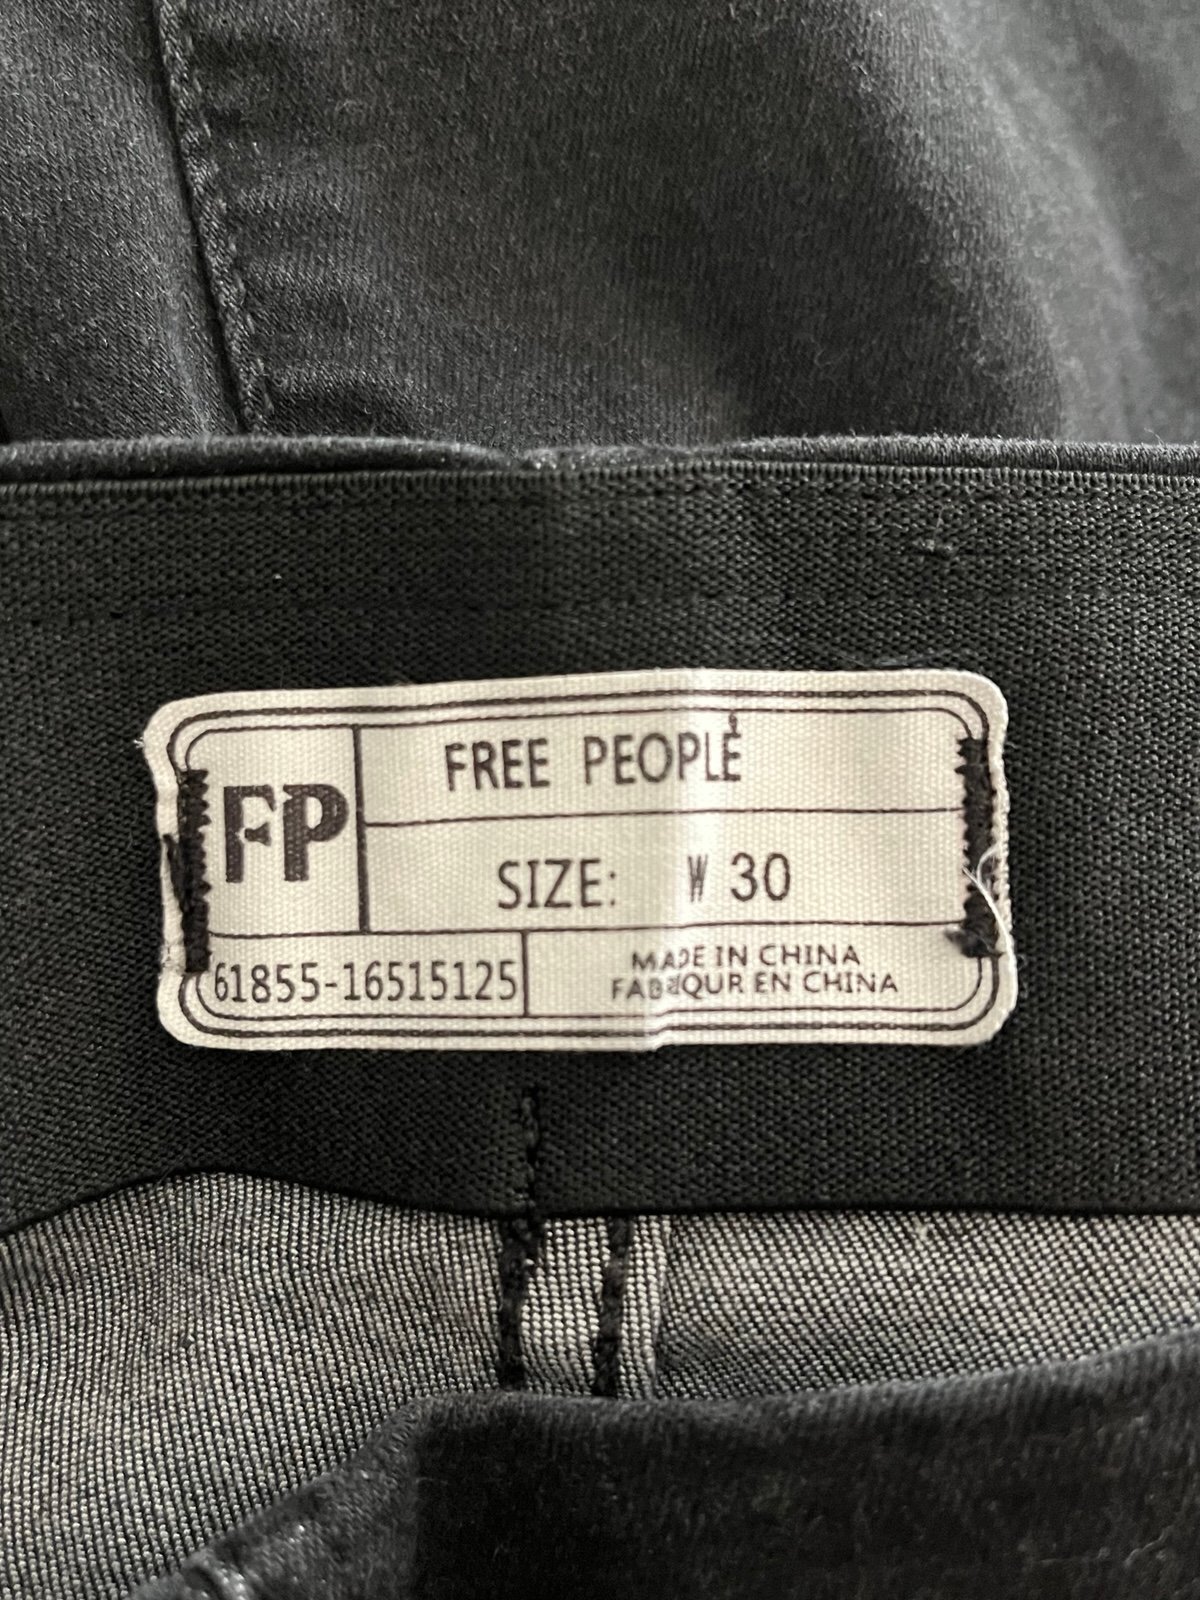 FP
FREE PEOPLE
SIZE: W 30
61855-16515125
MADE IN CHINA
FABRIQUR EN CHINA